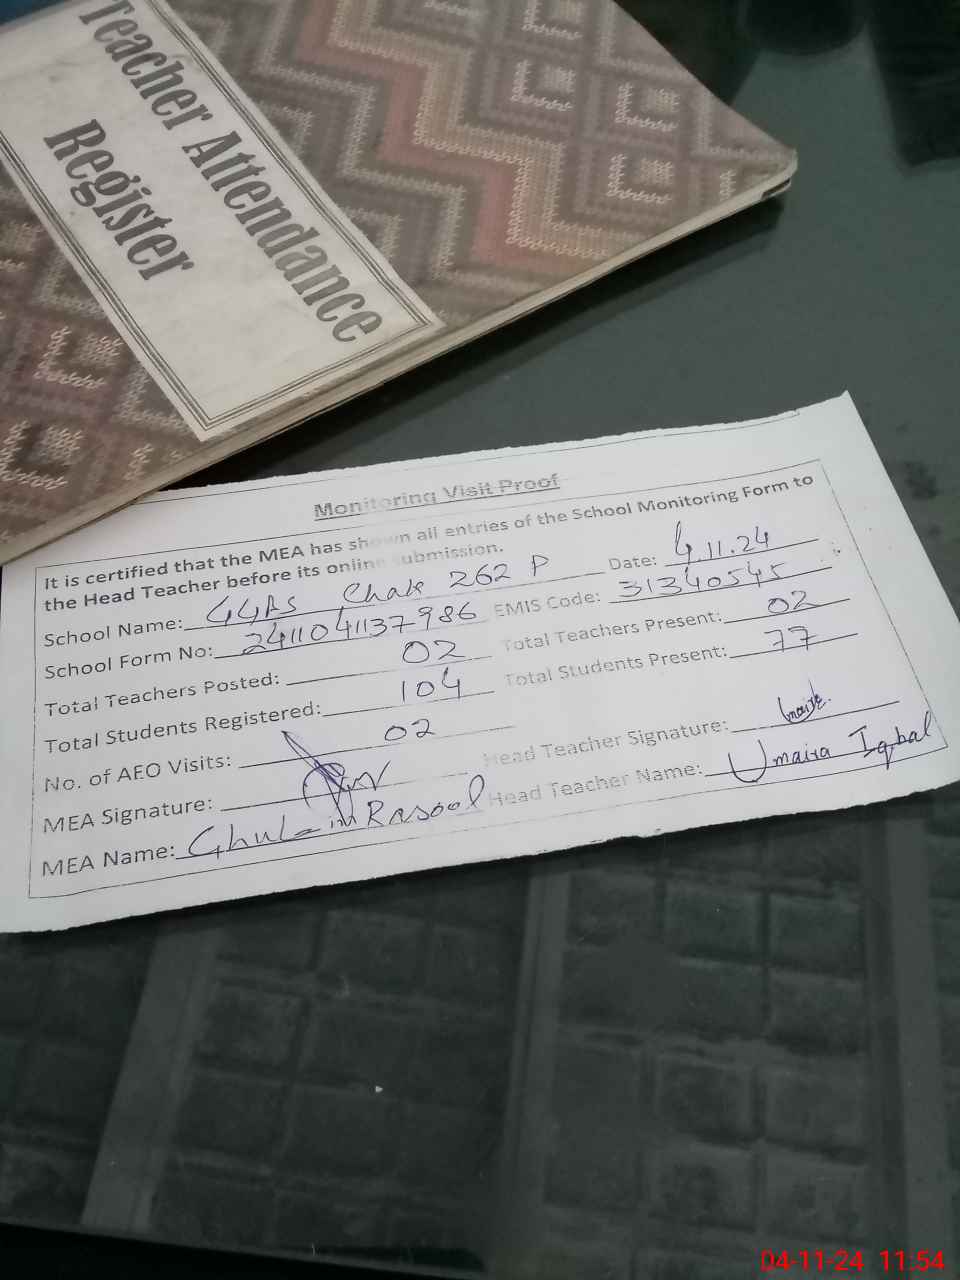 Teacher Attendance
Register
Monitoring Visit Proof
It is certified that the MEA has shown all entries of the School Monitoring Form to
the Head Teacher before its online submission.
School Name: GGPS Chak 262 P Date: 4.11.24
School Form No: 2411041137986 EMIS Code: 31340545
Total Teachers Posted: 02 Total Teachers Present: 02
Total Students Registered: 104 Total Students Present: 77
No. of AEO Visits: 02
MEA Signature: Head Teacher Signature:
MEA Name: Ghulam Rasool Head Teacher Name: Umaira Iqbal
04-11-24 11:54